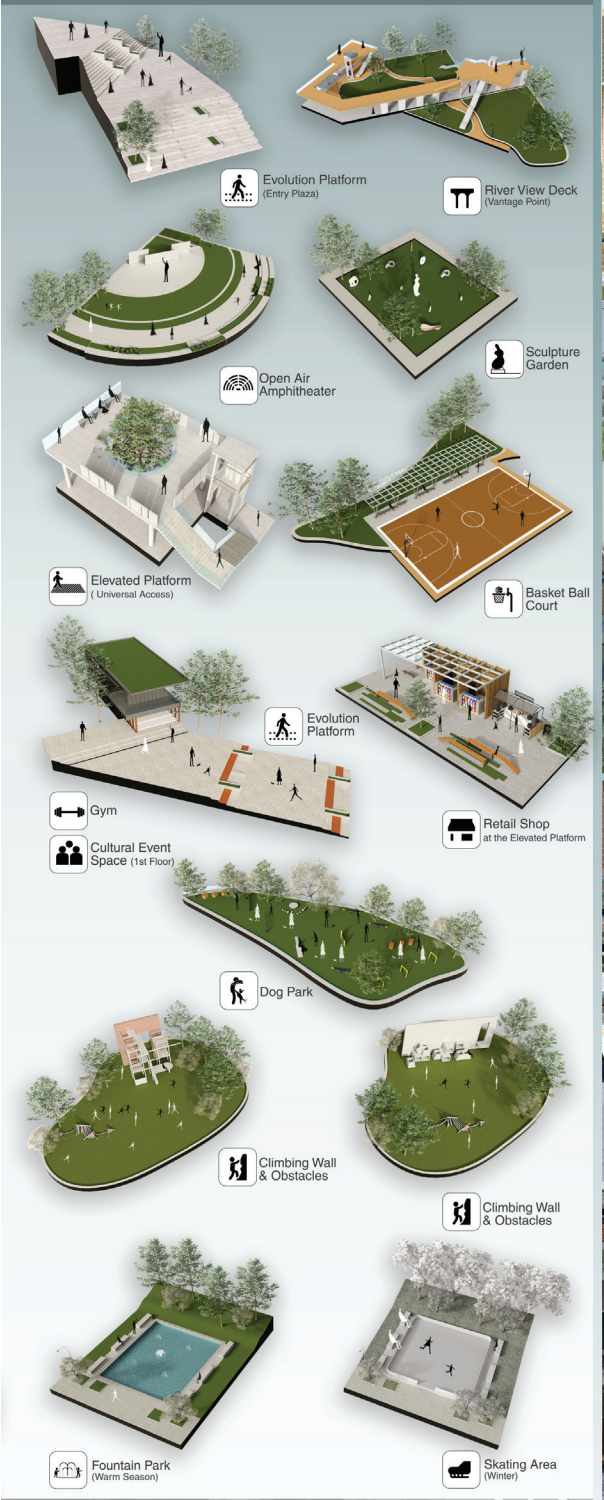 Evolution Platform
(Entry Plaza)
River View Deck
(Vantage Point)
Open Air
Amphitheater
Sculpture
Garden
Elevated Platform
( Universal Access)
Basket Ball
Court
Evolution
Platform
Gym
Cultural Event
Space (1st Floor)
Retail Shop
at the Elevated Platform
Dog Park
Climbing Wall
& Obstacles
Climbing Wall
& Obstacles
Fountain Park
(Warm Season)
Skating Area
(Winter)